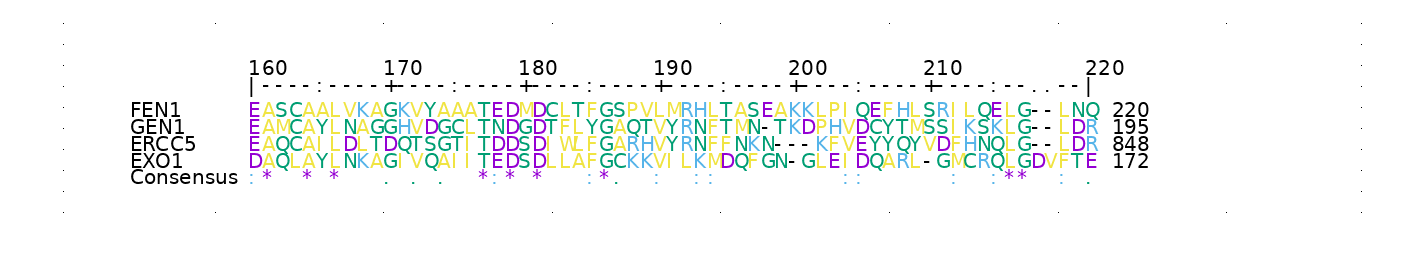 160 170 180 190 200 210 220
|----:----+----:----+----:----+----:----+----:----+----:..--|
FEN1 EASCAALVKAGKVYAAATEDMDCLTFGSPVLMRHLTASEAKKLPIQEFHLSRILQELG--LNQ 220
GEN1 EAMCAYLNAGGHVDGCLTNDGDTFLYGAQTVYRNFTMN-TKDPHVDCYTMSSIKSKLG--LDR 195
ERCC5 EAQCAILDLTDQTSGTITDDSDIWLFGARHVYRNFFNKN---KFVEYYQYVDFHNQLG--LDR 848
EXO1 DAQLAYLNKAGIVQAIITEDSDLLAFGCKKVILKMDQFGN-GLEIDQARL-GMCRQLGDVFTE 172
Consensus :*  * *   . . .  *:* *   :*.  :  ::         ::      :  :**  : .